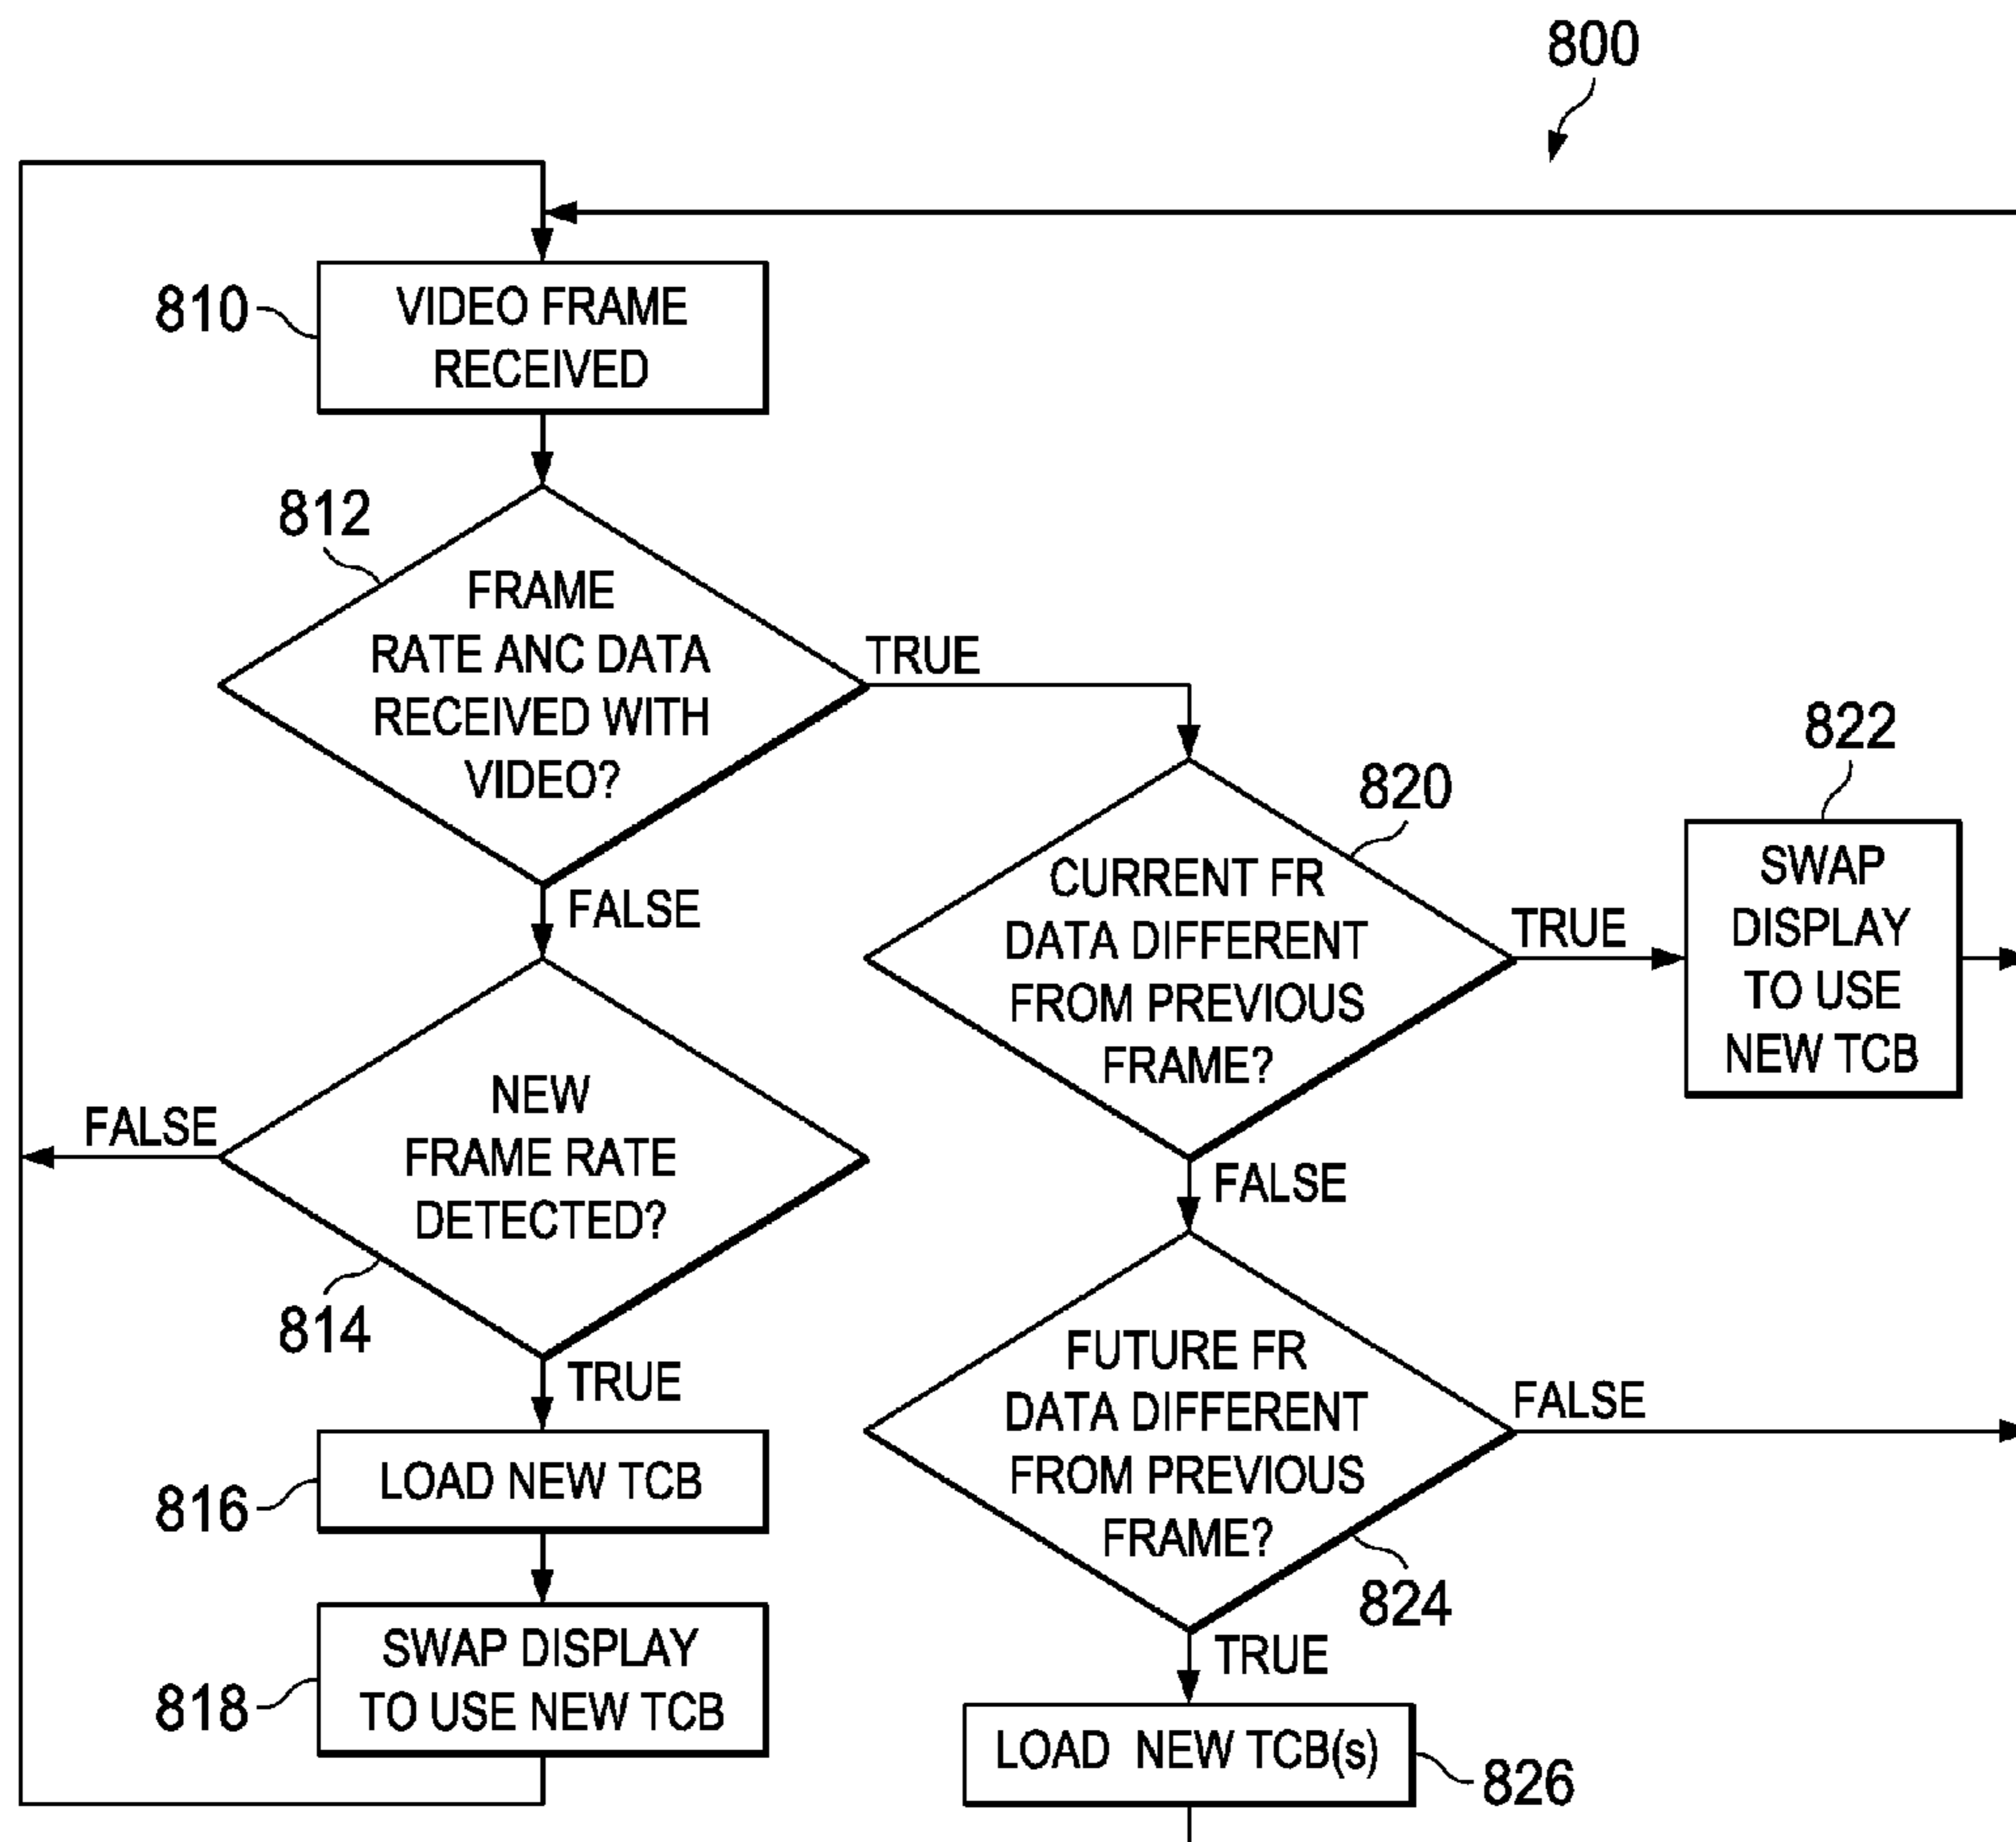 800
810
VIDEO FRAME
RECEIVED
812
FRAME
RATE ANC DATA
RECEIVED WITH
VIDEO?
TRUE
FALSE
814
NEW
FRAME RATE
DETECTED?
FALSE
TRUE
816
LOAD NEW TCB
818
SWAP DISPLAY
TO USE NEW TCB
820
CURRENT FR
DATA DIFFERENT
FROM PREVIOUS
FRAME?
TRUE
FALSE
822
SWAP
DISPLAY
TO USE
NEW TCB
824
FUTURE FR
DATA DIFFERENT
FROM PREVIOUS
FRAME?
FALSE
TRUE
LOAD NEW TCB(s)
826